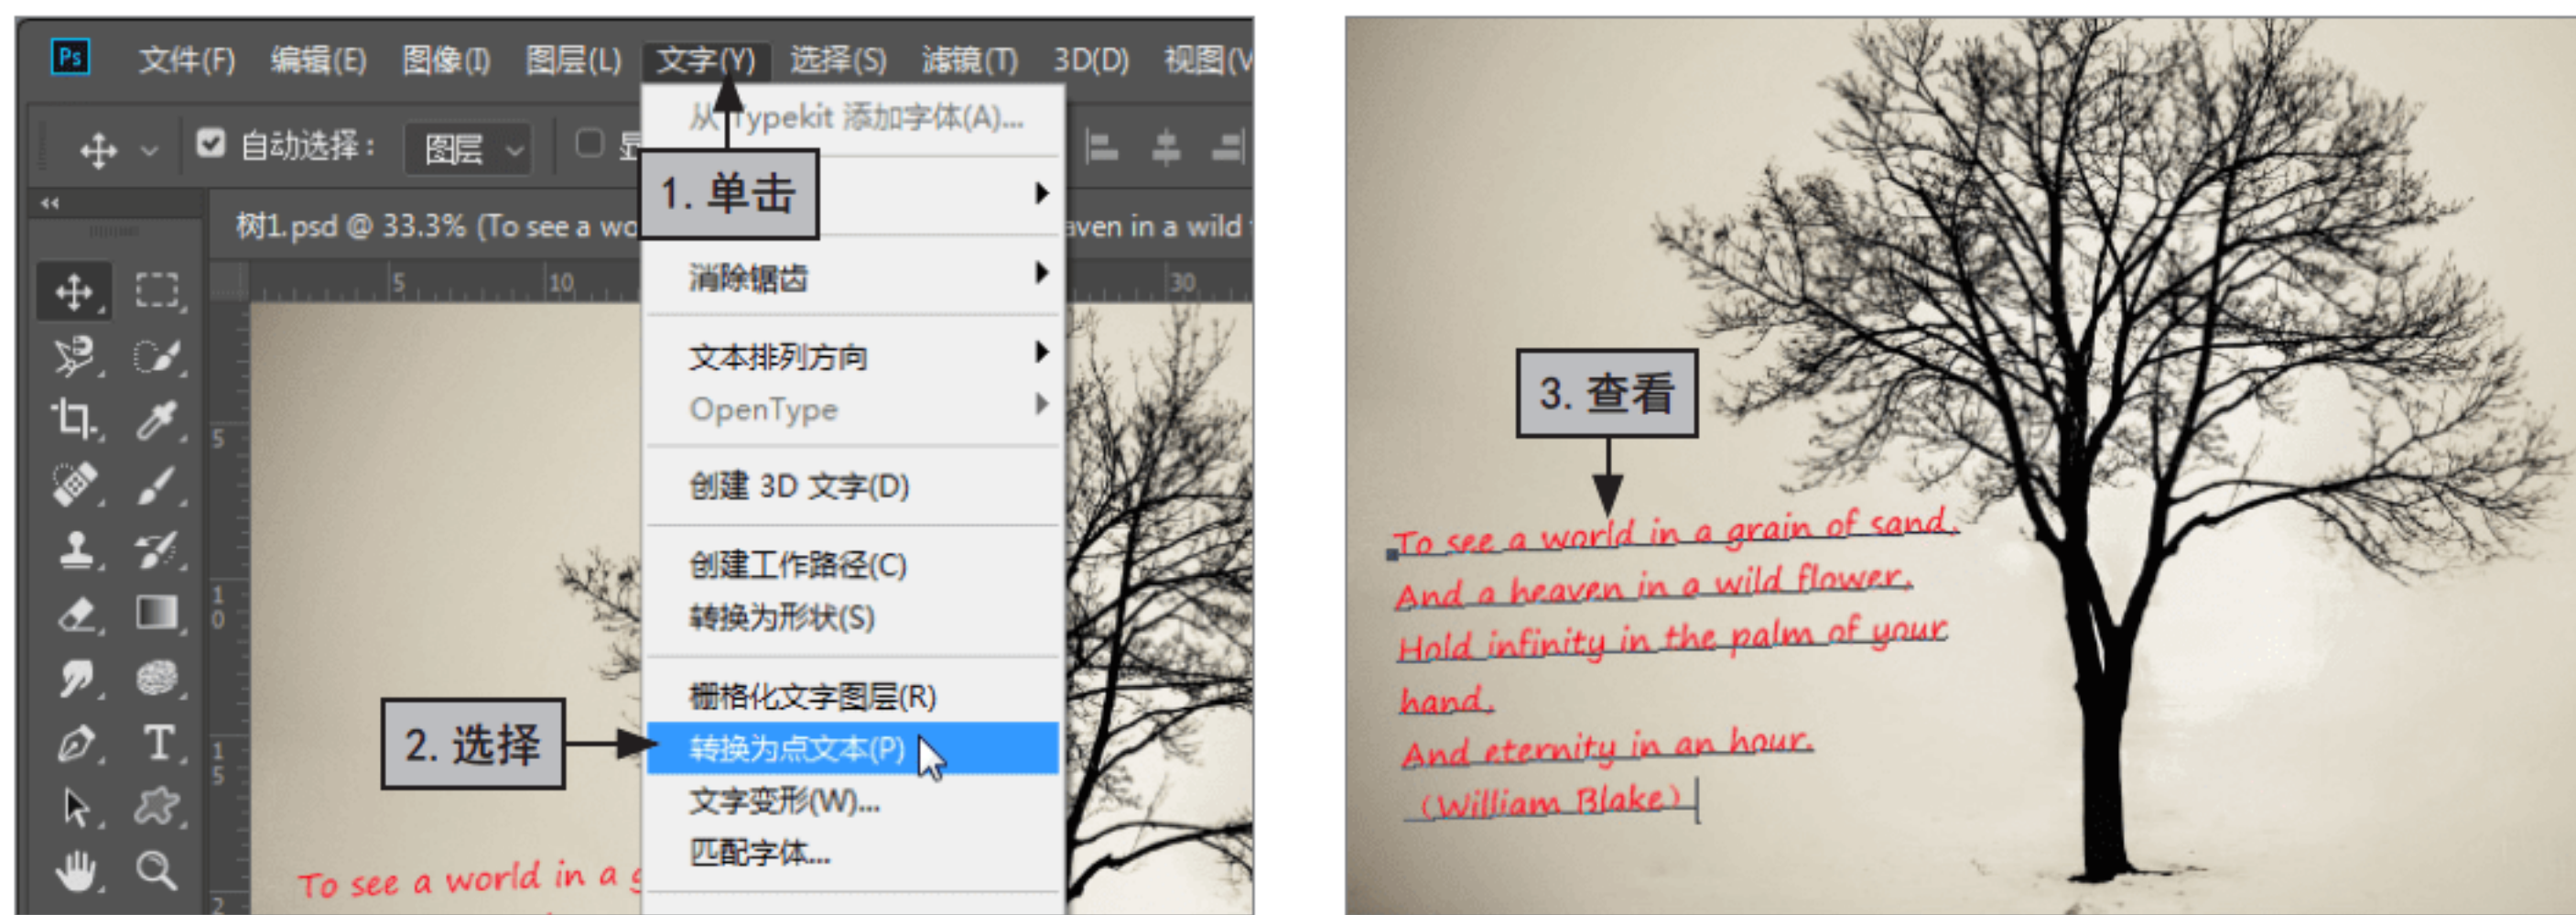 Ps 文件(F) 编辑(E) 图像(I) 图层(L) 文字(Y) 选择(S) 滤镜(T) 3D(D) 视图(V
从 Typekit 添加字体(A)...
自动选择： 图层
1. 单击
树1.psd @ 33.3% (To see a wo
aven in a wild
消除锯齿
5 10 30
文本排列方向
OpenType
5
创建 3D 文字(D)
创建工作路径(C)
10
转换为形状(S)
栅格化文字图层(R)
2. 选择
转换为点文本(P)
15
文字变形(W)...
匹配字体...
To see a world in a g
2
3. 查看
To see a world in a grain of sand,
And a heaven in a wild flower,
Hold infinity in the palm of your
hand,
And eternity in an hour.
(William Blake)